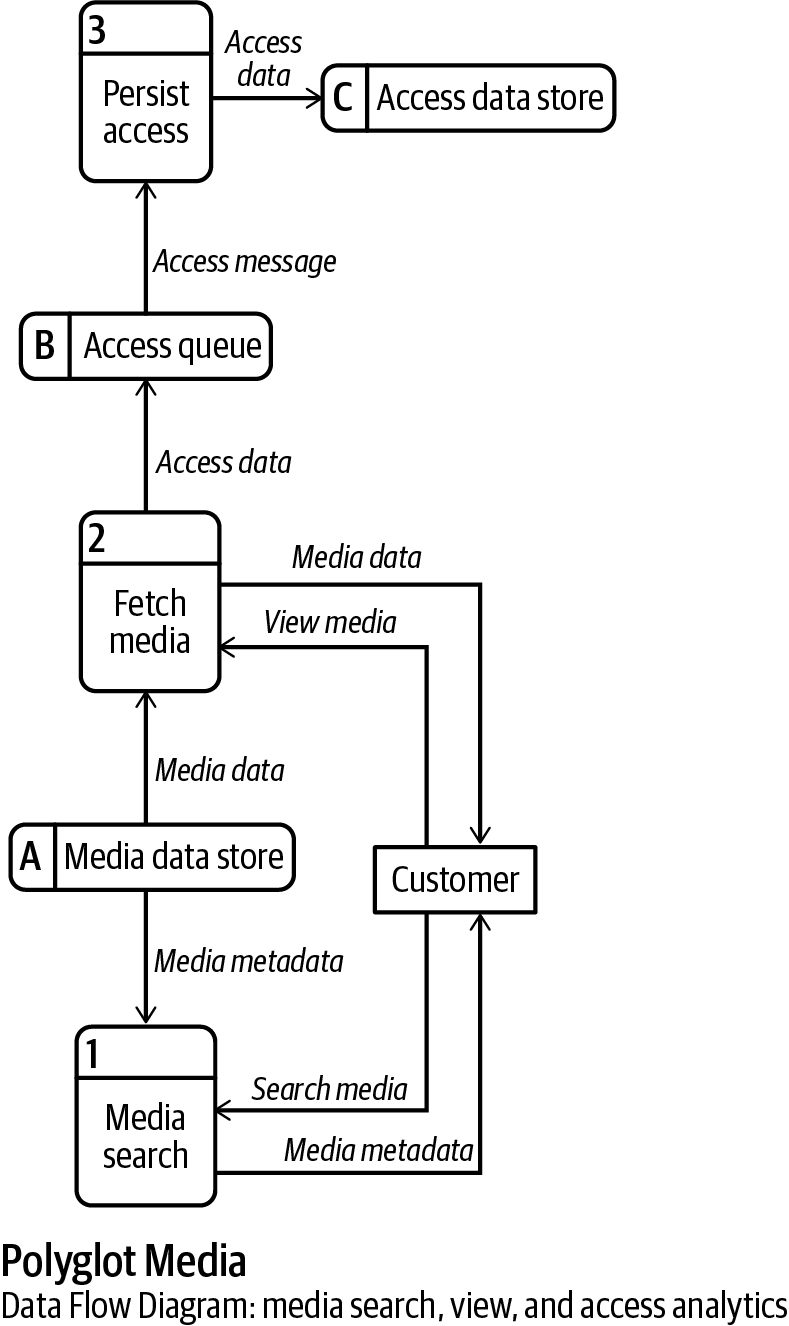 3
Persist
access
Access
data
C
Access data store
Access message
B
Access queue
Access data
2
Fetch
media
Media data
View media
Media data
A
Media data store
Customer
Media metadata
1
Media
search
Search media
Media metadata
Polyglot Media
Data Flow Diagram: media search, view, and access analytics